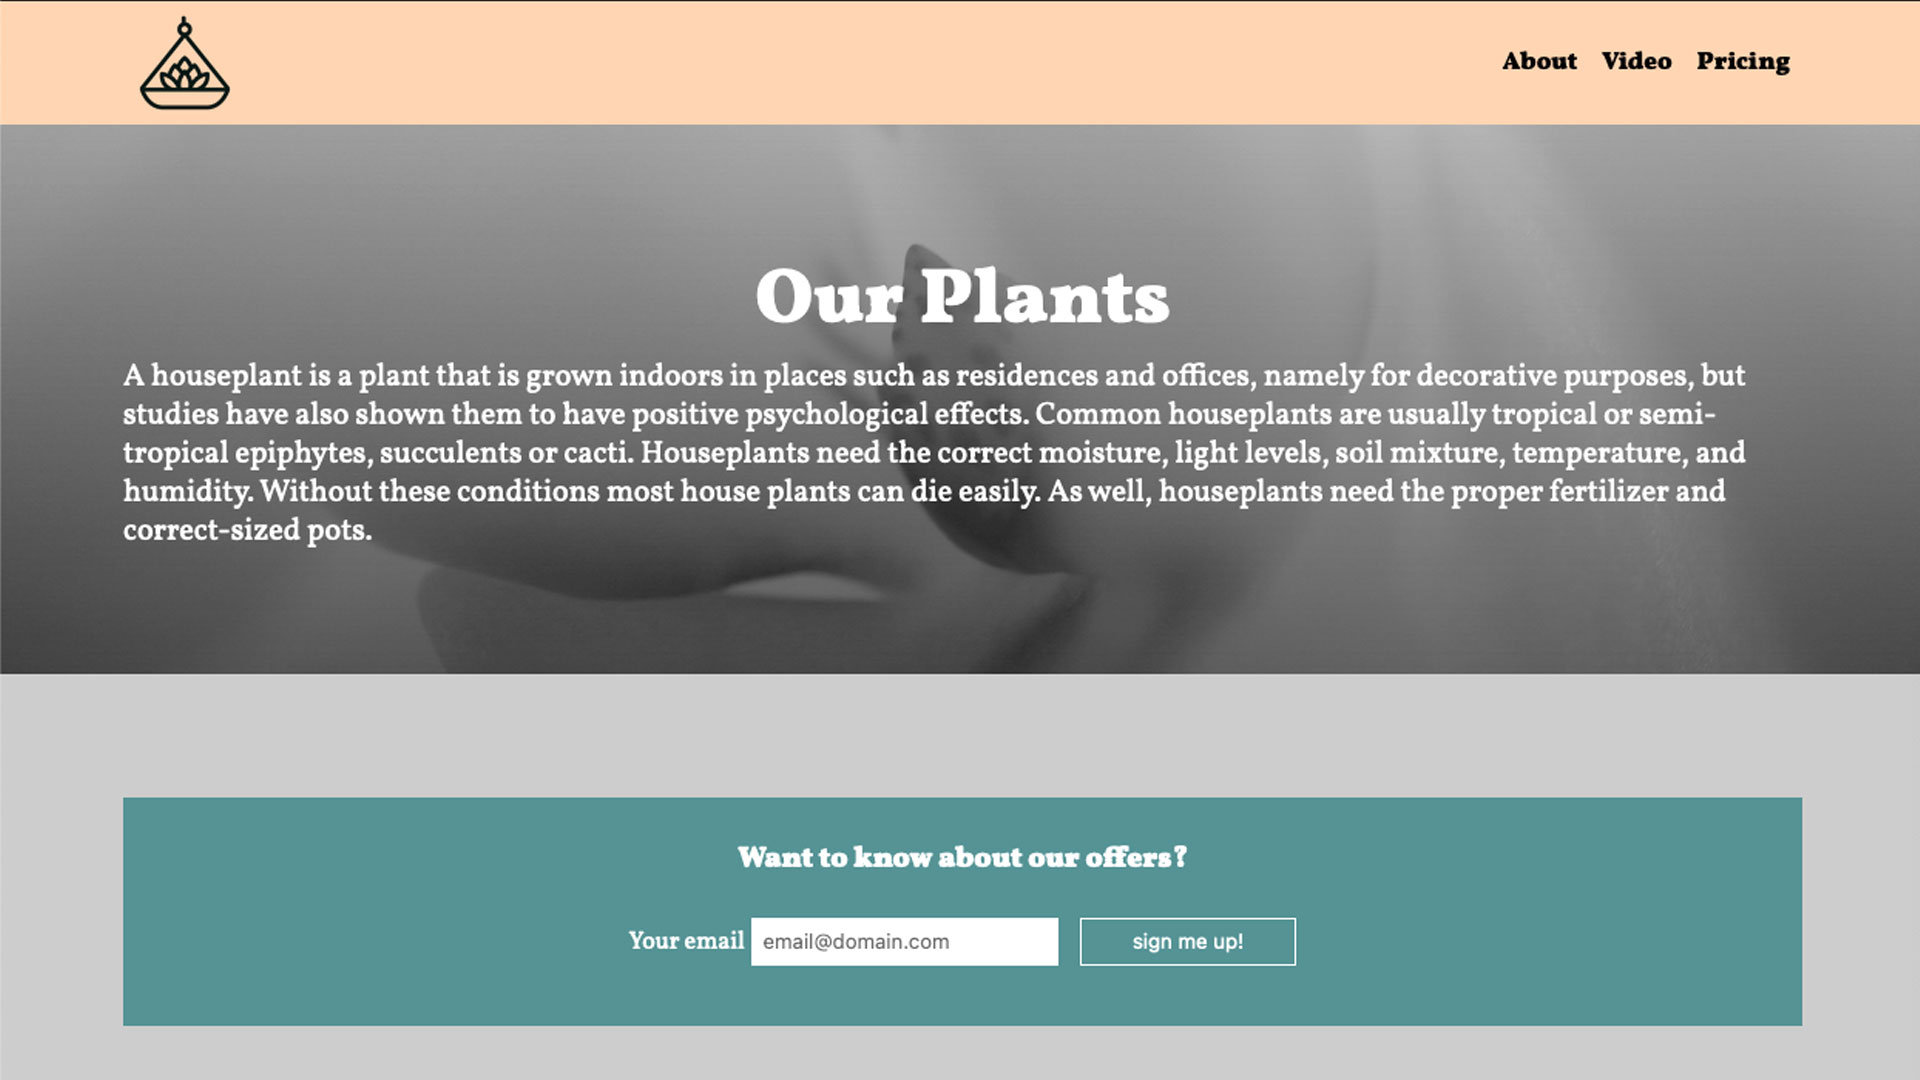 About Video Pricing
Our Plants
A houseplant is a plant that is grown indoors in places such as residences and offices, namely for decorative purposes, but
studies have also shown them to have positive psychological effects. Common houseplants are usually tropical or semi-
tropical epiphytes, succulents or cacti. Houseplants need the correct moisture, light levels, soil mixture, temperature, and
humidity. Without these conditions most house plants can die easily. As well, houseplants need the proper fertilizer and
correct-sized pots.
Want to know about our offers?
Your email email@domain.com sign me up!